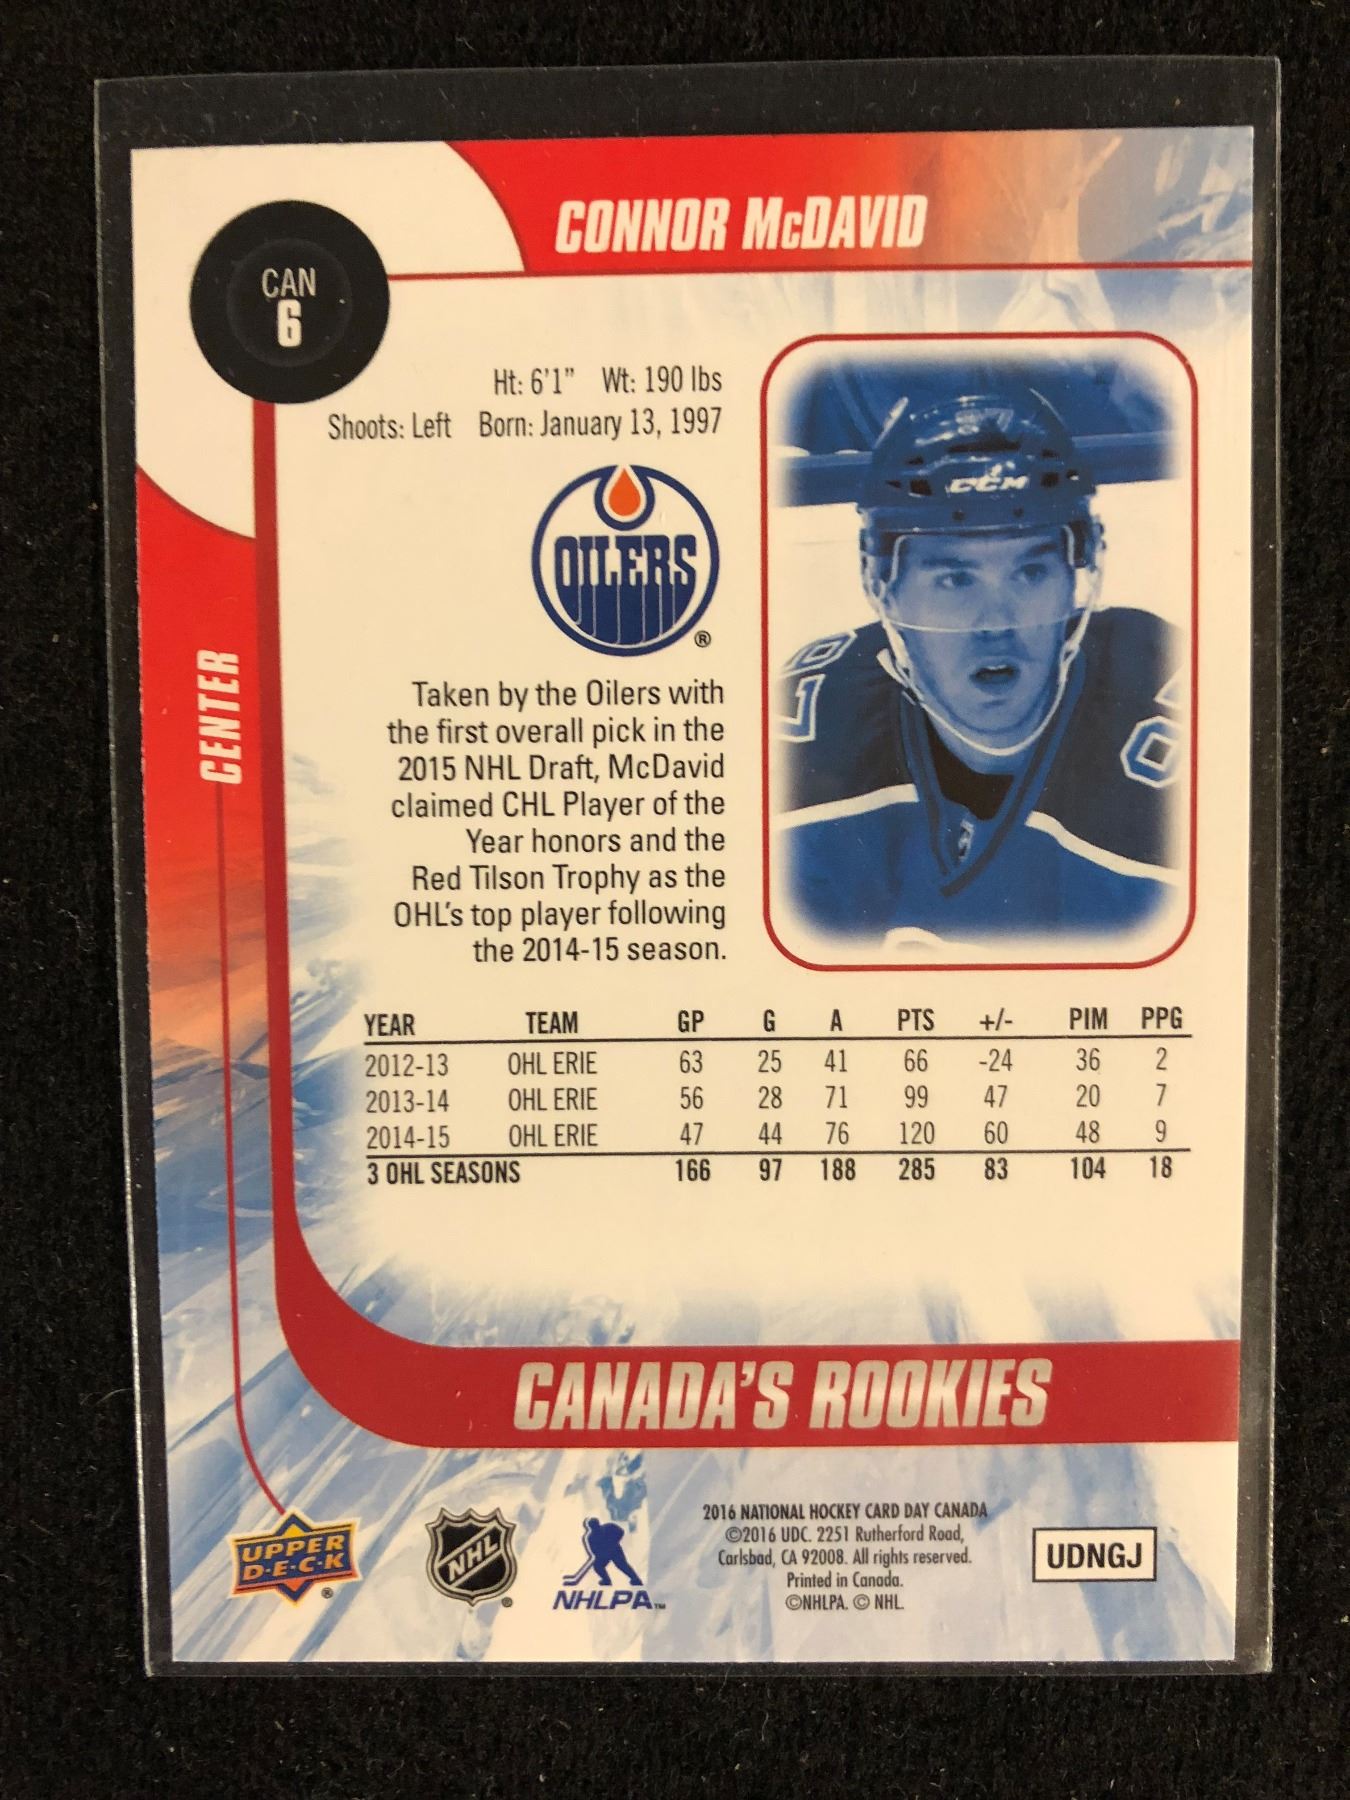 CONNOR McDAVID
CAN
6
Ht: 6'1" Wt: 190 lbs
Shoots: Left Born: January 13, 1997
OILERS
®
CCM
CENTER
Taken by the Oilers with
the first overall pick in the
2015 NHL Draft, McDavid
claimed CHL Player of the
Year honors and the
Red Tilson Trophy as the
OHL's top player following
the 2014-15 season.
YEAR TEAM GP G A PTS +/- PIM PPG
2012-13 OHL ERIE 63 25 41 66 -24 36 2
2013-14 OHL ERIE 56 28 71 99 47 20 7
2014-15 OHL ERIE 47 44 76 120 60 48 9
3 OHL SEASONS 166 97 188 285 83 104 18
CANADA'S ROOKIES
UPPER
D·E·C·K
®
NHL
®
NHLPA™
2016 NATIONAL HOCKEY CARD DAY CANADA
©2016 UDC. 2251 Rutherford Road,
Carlsbad, CA 92008. All rights reserved.
Printed in Canada.
©NHLPA. © NHL.
UDNGJ